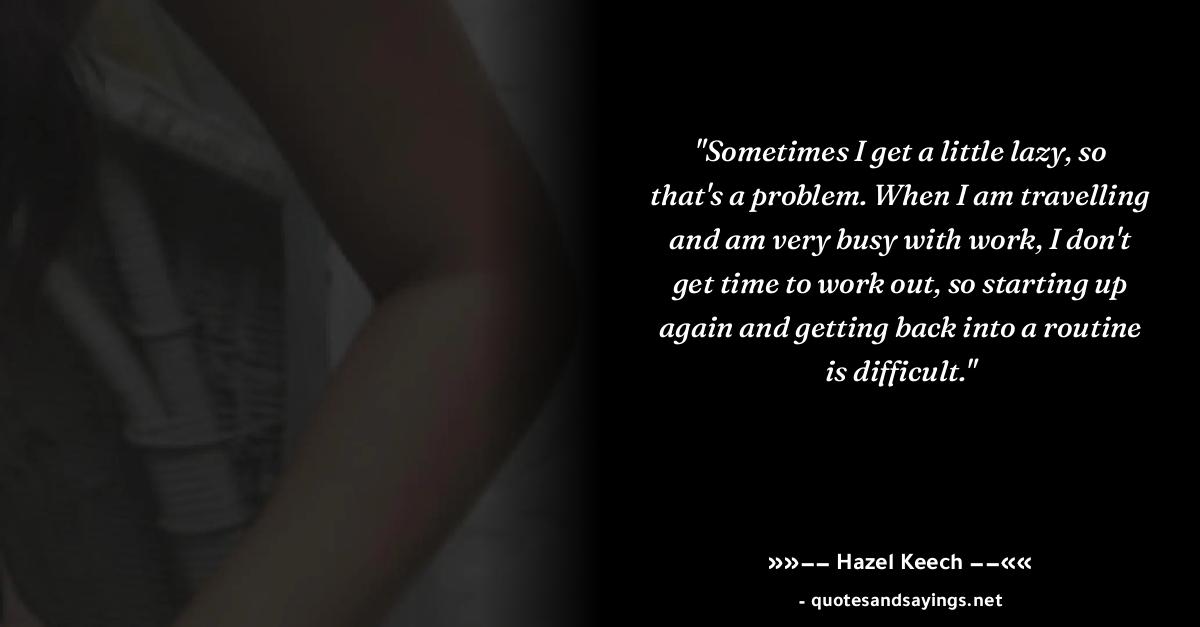 "Sometimes I get a little lazy, so
that's a problem. When I am travelling
and am very busy with work, I don't
get time to work out, so starting up
again and getting back into a routine
is difficult."
»»–– Hazel Keech ––««
- quotesandsayings.net